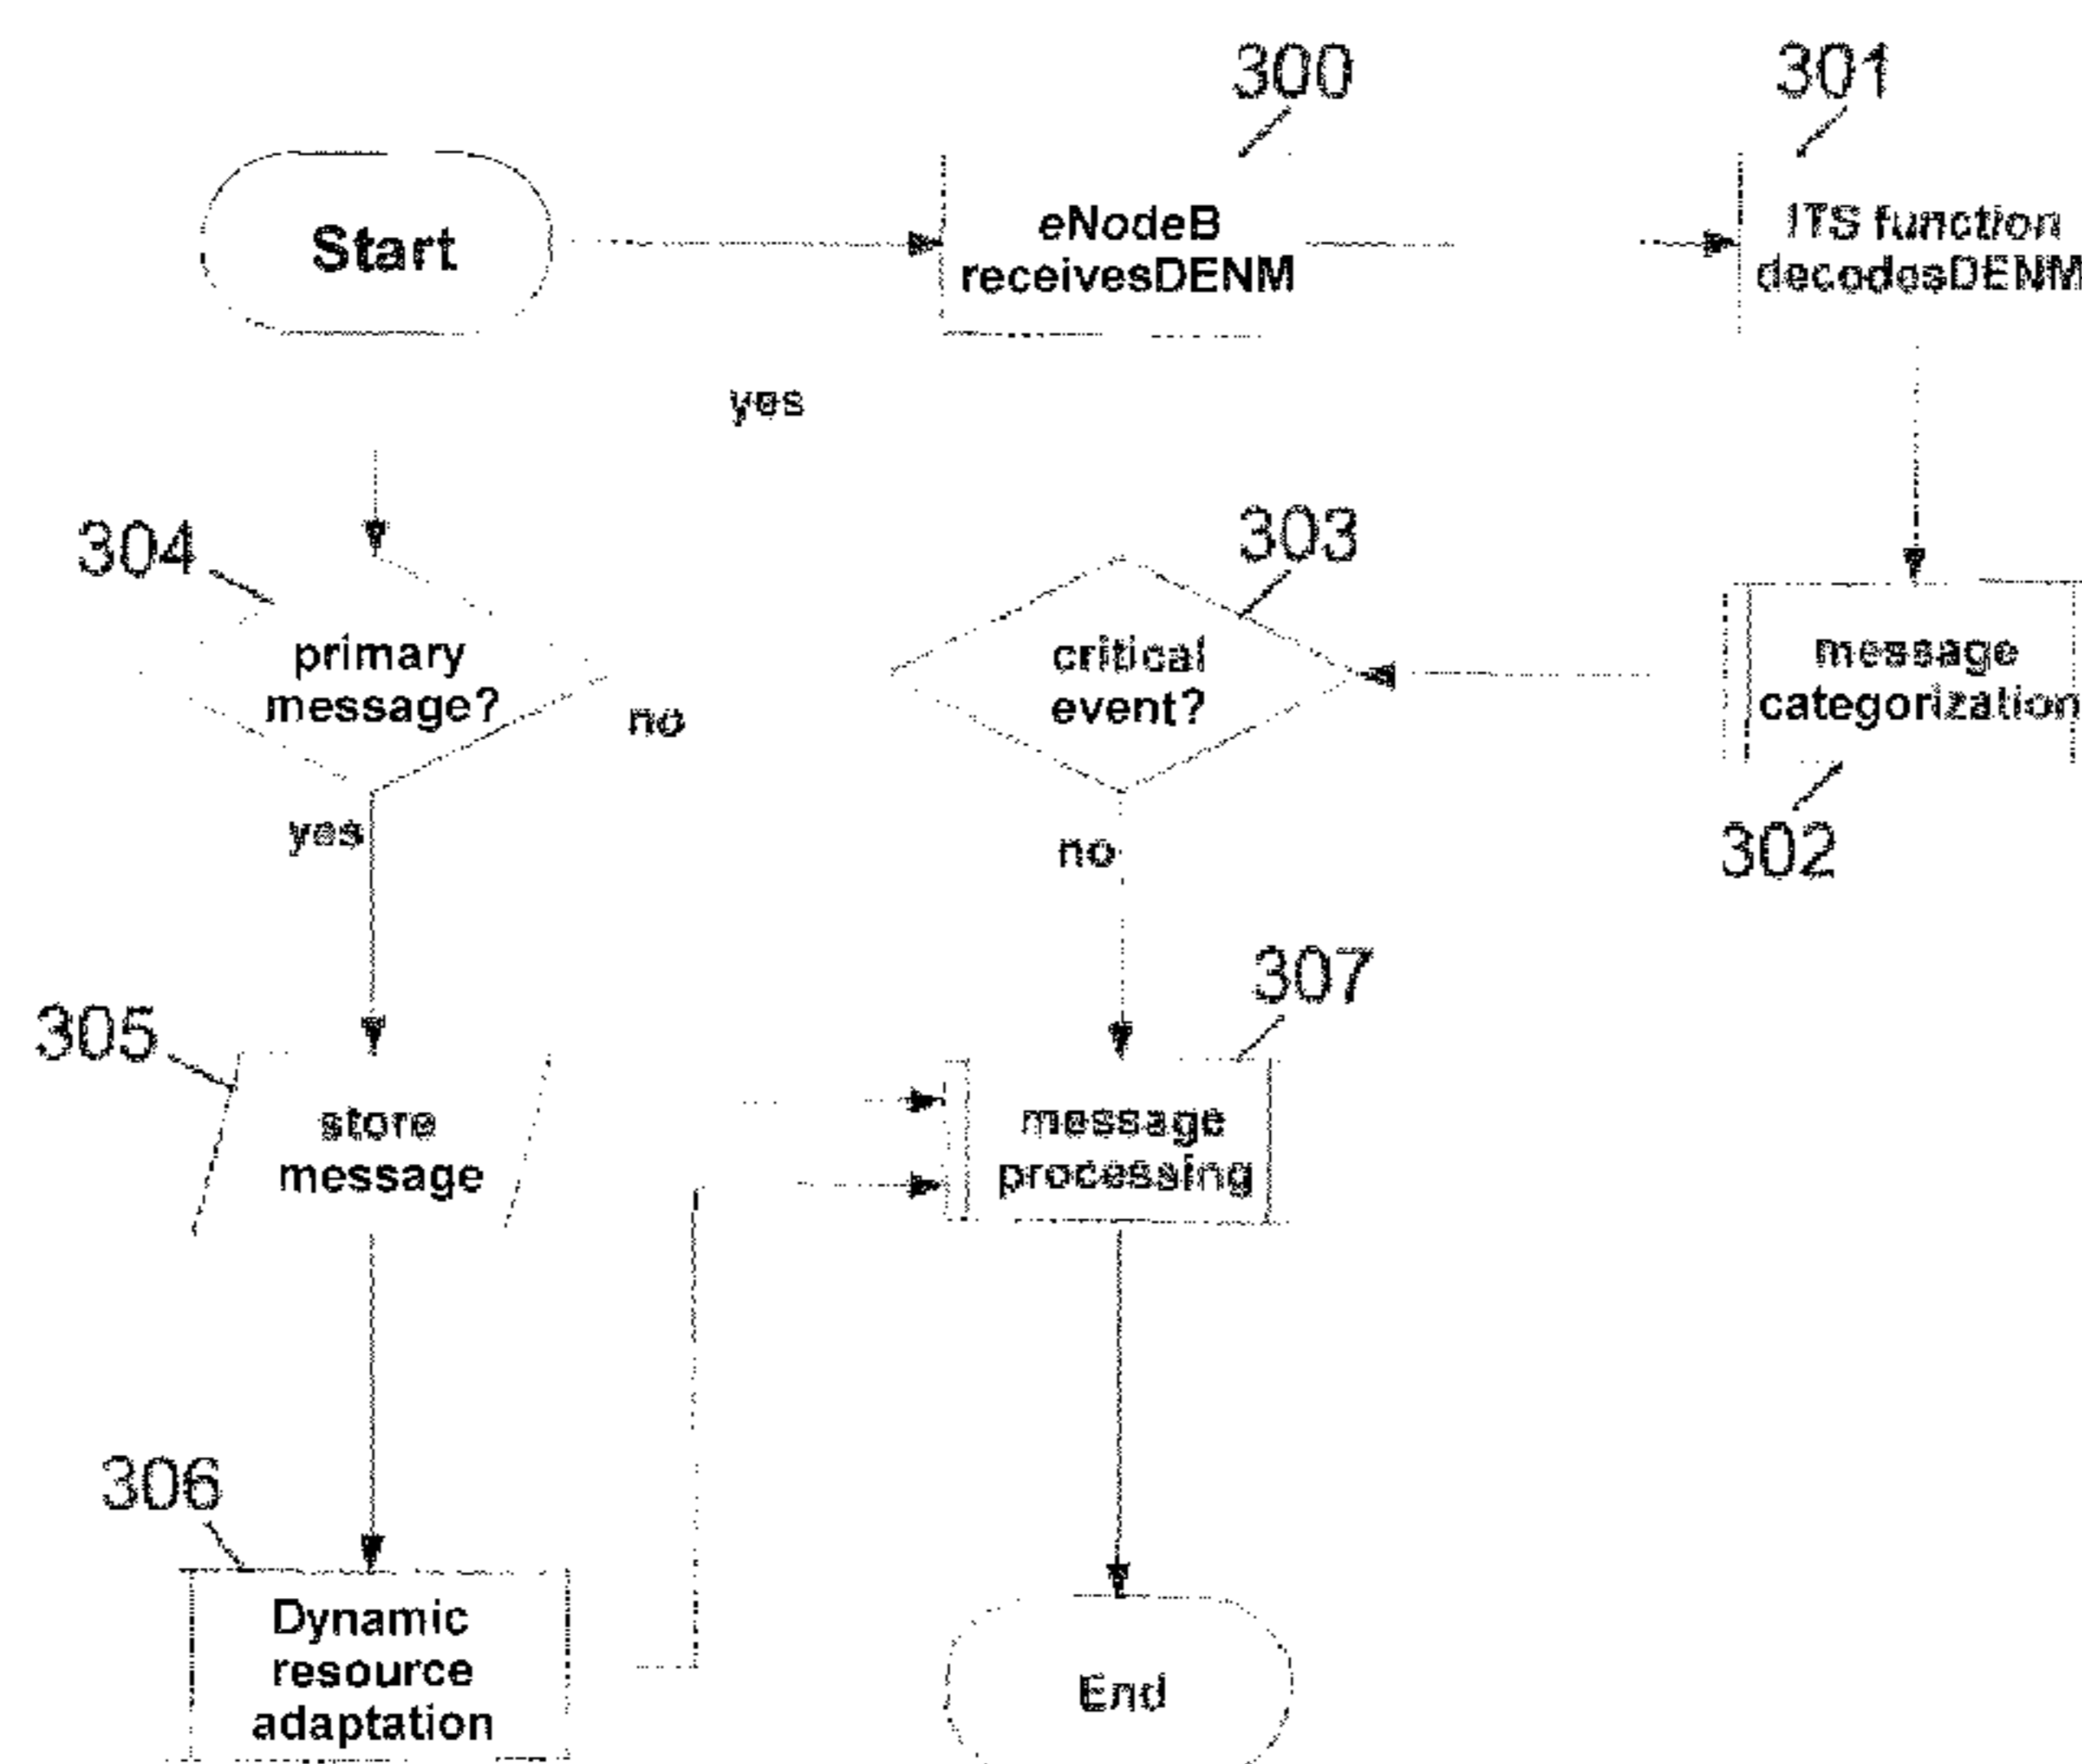 300
301
Start
eNodeB
receivesDENM
ITS function
decodesDENM
yes
304
303
primary
message?
no
critical
event?
message
categorization
yes
no
302
305
307
store
message
message
processing
306
Dynamic
resource
adaptation
End